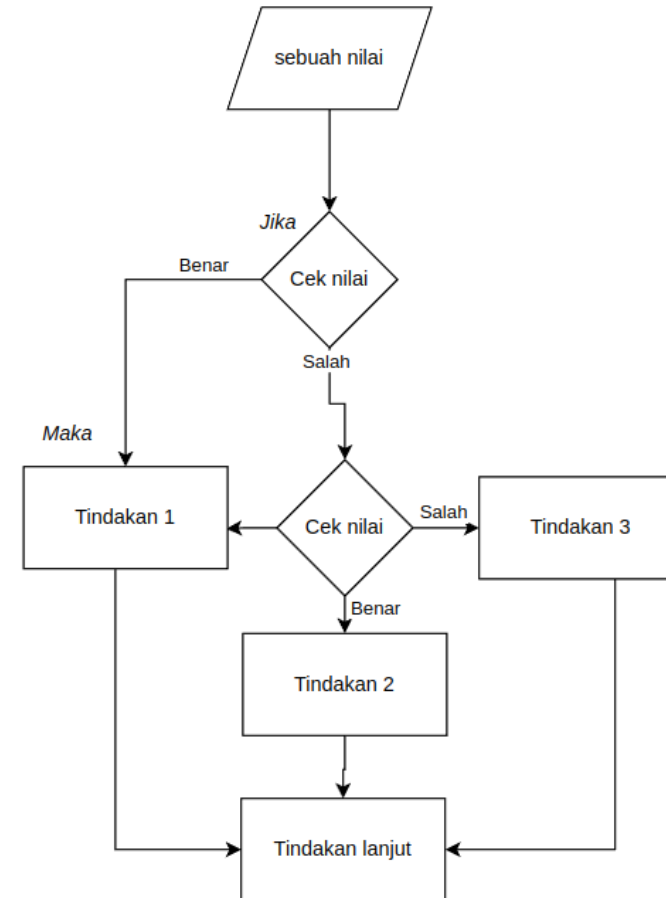 sebuah nilai
Jika
Cek nilai
Benar
Salah
Maka
Tindakan 1
Cek nilai
Salah
Tindakan 3
Benar
Tindakan 2
Tindakan lanjut